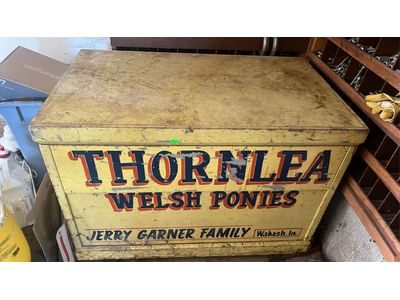 THORNLEA
WELSH PONIES
JERRY GARNER FAMILY Wabash, In.